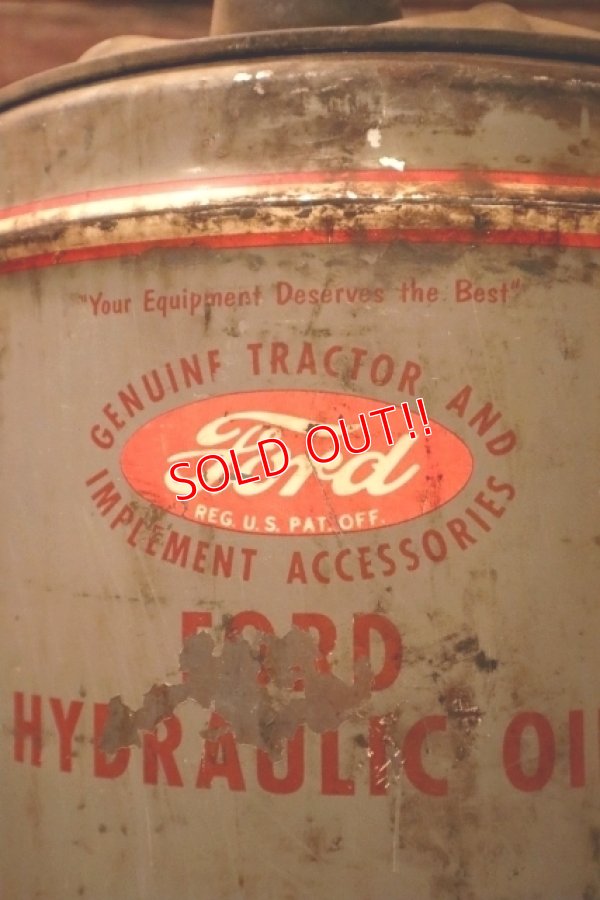 "Your Equipment Deserves the Best"
GENUINE TRACTOR AND
Ford
SOLD OUT!!
REG. U.S. PAT. OFF.
IMPLEMENT ACCESSORIES
FORD
HYDRAULIC OI